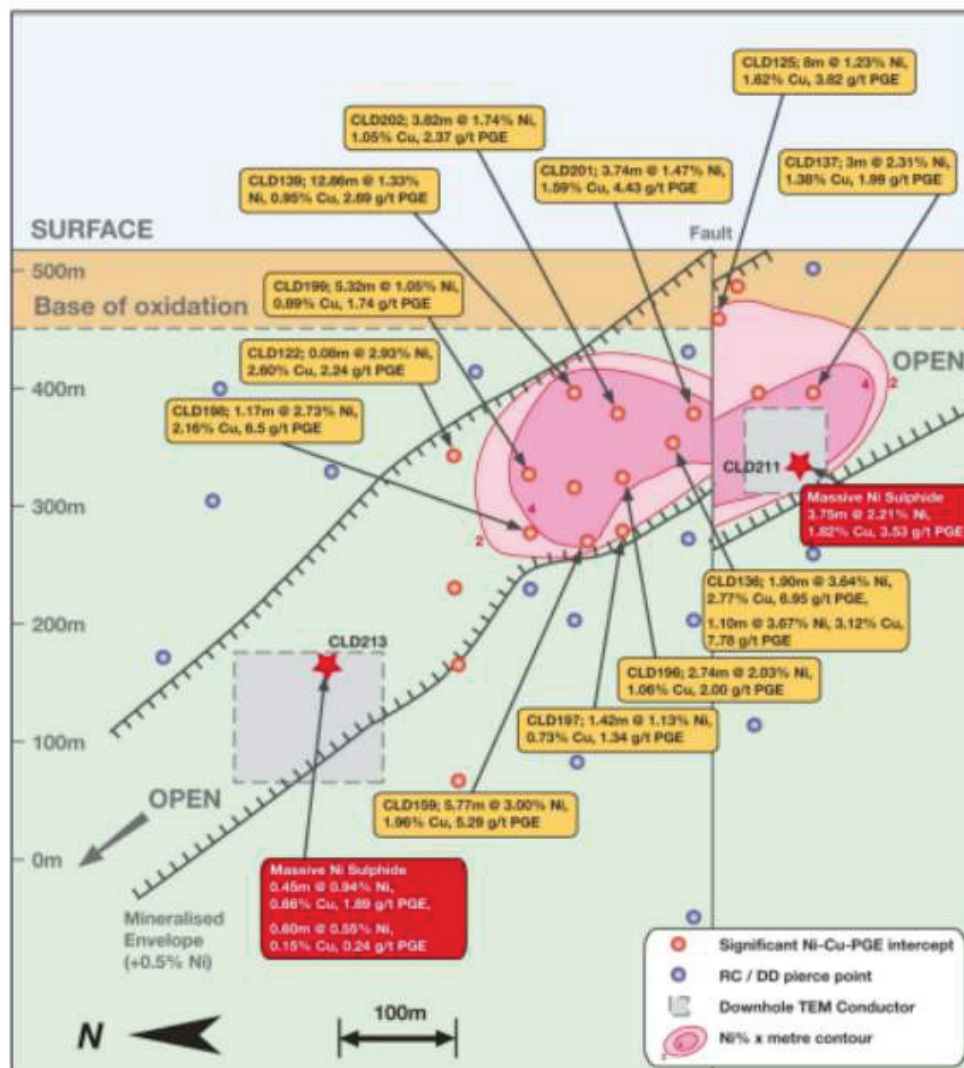 CLD125; 8m @ 1.23% Ni,
1.62% Cu, 3.82 g/t PGE
CLD202; 3.82m @ 1.74% Ni,
1.05% Cu, 2.37 g/t PGE
CLD201; 3.74m @ 1.47% Ni,
1.59% Cu, 4.43 g/t PGE
CLD137; 3m @ 2.31% Ni,
1.38% Cu, 1.99 g/t PGE
CLD139; 12.86m @ 1.33%
Ni, 0.95% Cu, 2.69 g/t PGE
SURFACE
Fault
500m
Base of oxidation
CLD199; 5.32m @ 1.05% Ni,
0.89% Cu, 1.74 g/t PGE
CLD122; 0.08m @ 2.93% Ni,
2.60% Cu, 2.24 g/t PGE
OPEN
400m
4
2
CLD198; 1.17m @ 2.73% Ni,
2.16% Cu, 6.5 g/t PGE
CLD211
Massive Ni Sulphide
3.75m @ 2.21% Ni,
1.82% Cu, 3.53 g/t PGE
300m
4
2
CLD136; 1.90m @ 3.64% Ni,
2.77% Cu, 6.95 g/t PGE,
1.10m @ 3.67% Ni, 3.12% Cu,
7.78 g/t PGE
200m
CLD213
CLD196; 2.74m @ 2.03% Ni,
1.06% Cu, 2.00 g/t PGE
CLD197; 1.42m @ 1.13% Ni,
0.73% Cu, 1.34 g/t PGE
100m
OPEN
CLD159; 5.77m @ 3.00% Ni,
1.96% Cu, 5.29 g/t PGE
0m
Massive Ni Sulphide
0.45m @ 0.94% Ni,
0.86% Cu, 1.89 g/t PGE,
0.60m @ 0.55% Ni,
0.15% Cu, 0.24 g/t PGE
Mineralised
Envelope
(+0.5% Ni)
N
100m
Significant Ni-Cu-PGE intercept
RC / DD pierce point
Downhole TEM Conductor
Ni% x metre contour
2